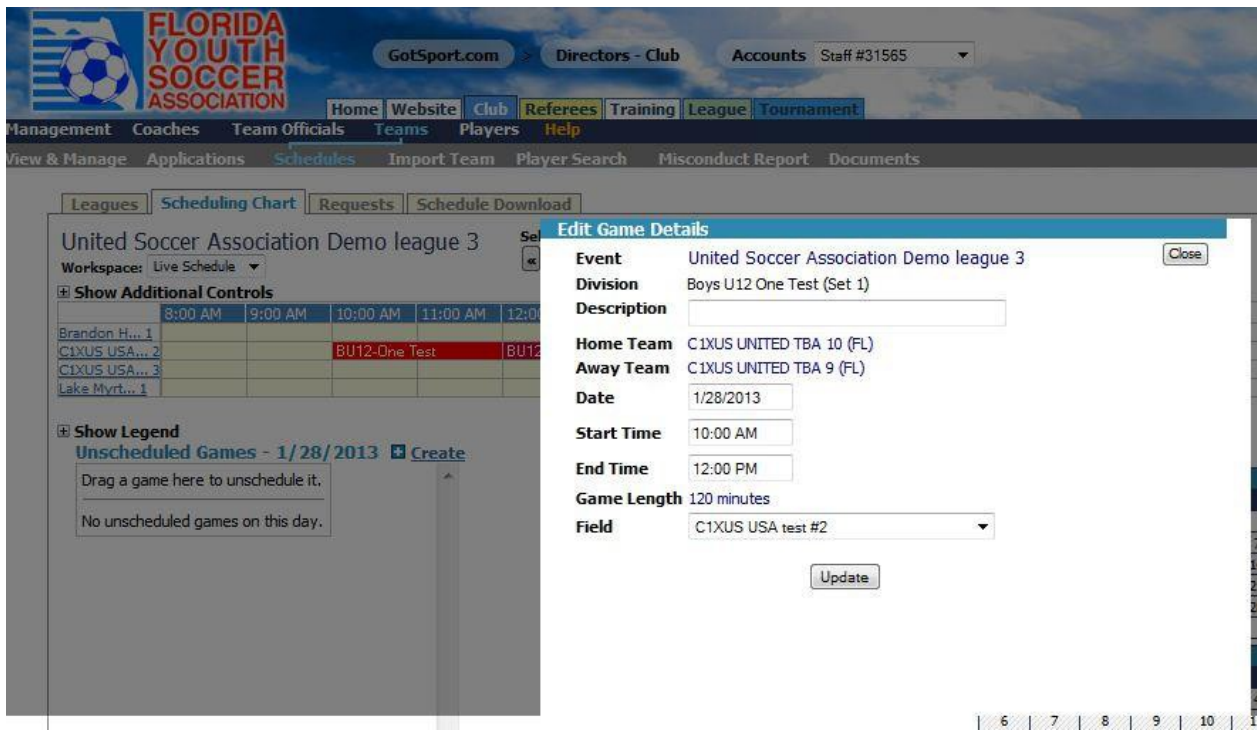 FLORIDA
YOUTH
SOCCER
ASSOCIATION
GotSport.com > Directors - Club Accounts Staff #31565
Home Website Club Referees Training League Tournament
Management Coaches Team Officials Teams Players Help
View & Manage Applications Schedules Import Team Player Search Misconduct Report Documents
Leagues Scheduling Chart Requests Schedule Download
United Soccer Association Demo league 3
Workspace: Live Schedule
Show Additional Controls
8:00 AM 9:00 AM 10:00 AM 11:00 AM 12:0
Brandon H... 1
C1XUS USA... 2 BU12-One Test BU12
C1XUS USA... 3
Lake Myrt... 1
Show Legend
Unscheduled Games - 1/28/2013 Create
Drag a game here to unschedule it.
No unscheduled games on this day.
Sel
«
Edit Game Details
Close
Event United Soccer Association Demo league 3
Division Boys U12 One Test (Set 1)
Description
Home Team C1XUS UNITED TBA 10 (FL)
Away Team C1XUS UNITED TBA 9 (FL)
Date 1/28/2013
Start Time 10:00 AM
End Time 12:00 PM
Game Length 120 minutes
Field C1XUS USA test #2
Update
6 7 8 9 10 1